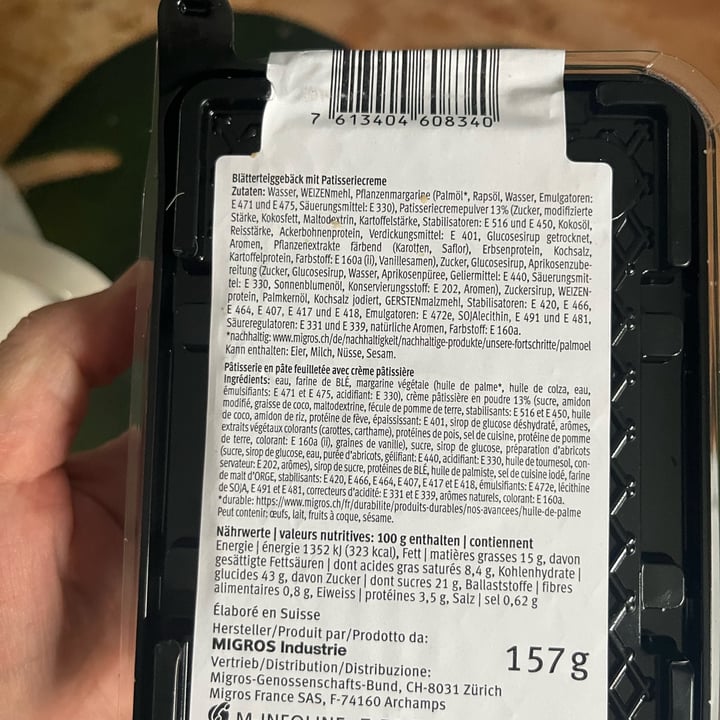 7 613404 608340
Blätterteiggebäck mit Patisseriecreme
Zutaten: Wasser, WEIZENmehl, Pflanzenmargarine (Palmöl*, Rapsöl, Wasser, Emulgatoren:
E 471 und E 475, Säuerungsmittel: E 330), Patisseriecremepulver 13% (Zucker, modifizierte
Stärke, Kokosfett, Maltodextrin, Kartoffelstärke, Stabilisatoren: E 516 und E 450, Kokosöl,
Reisstärke, Ackerbohnenprotein, Verdickungsmittel: E 401, Glucosesirup getrocknet,
Aromen, Pflanzenextrakte färbend (Karotten, Saflor), Erbsenprotein, Kochsalz,
Kartoffelprotein, Farbstoff: E 160a (ii), Vanillesamen), Zucker, Glucosesirup, Aprikosenzube-
reitung (Zucker, Glucosesirup, Wasser, Aprikosenpüree, Geliermittel: E 440, Säuerungsmit-
tel: E 330, Sonnenblumenöl, Konservierungsstoff: E 202, Aromen), Zuckersirup, WEIZEN-
protein, Palmkernöl, Kochsalz jodiert, GERSTENmalzmehl, Stabilisatoren: E 420, E 466,
E 464, E 407, E 417 und E 418, Emulgatoren: E 472e, SOJAlecithin, E 491 und E 481,
Säureregulatoren: E 331 und E 339, natürliche Aromen, Farbstoff: E 160a.
*nachhaltig: www.migros.ch/de/nachhaltigkeit/nachhaltige-produkte/unsere-fortschritte/palmoel
Kann enthalten: Eier, Milch, Nüsse, Sesam.
Pâtisserie en pâte feuilletée avec crème pâtissière
Ingrédients: eau, farine de BLÉ, margarine végétale (huile de palme*, huile de colza, eau,
émulsifiants: E 471 et E 475, acidifiant: E 330), crème pâtissière en poudre 13% (sucre, amidon
modifié, graisse de coco, maltodextrine, fécule de pomme de terre, stabilisants: E 516 et E 450, huile
de coco, amidon de riz, protéine de fève, épaississant: E 401, sirop de glucose déshydraté, arômes,
extraits végétaux colorants (carottes, carthame), protéines de pois, sel de cuisine, protéine de pomme
de terre, colorant: E 160a (ii), graines de vanille), sucre, sirop de glucose, préparation d'abricots
(sucre, sirop de glucose, eau, purée d'abricots, gélifiant: E 440, acidifiant: E 330, huile de tournesol, con-
servateur: E 202, arômes), sirop de sucre, protéines de BLÉ, huile de palmiste, sel de cuisine iodé, farine
de malt d'ORGE, stabilisants: E 420, E 466, E 464, E 407, E 417 et E 418, émulsifiants: E 472e, lécithine
de SOJA, E 491 et E 481, correcteurs d'acidité: E 331 et E 339, arômes naturels, colorant: E 160a.
*durable: https://www.migros.ch/fr/durabilite/produits-durables/nos-avancees/huile-de-palme
Peut contenir: œufs, lait, fruits à coque, sésame.
Nährwerte | valeurs nutritives: 100 g enthalten | contiennent
Energie | énergie 1352 kJ (323 kcal), Fett | matières grasses 15 g, davon
gesättigte Fettsäuren | dont acides gras saturés 8,4 g, Kohlenhydrate |
glucides 43 g, davon Zucker | dont sucres 21 g, Ballaststoffe | fibres
alimentaires 0,8 g, Eiweiss | protéines 3,5 g, Salz | sel 0,62 g
Élaboré en Suisse
Hersteller/Produit par/Prodotto da:
MIGROS Industrie
157 g
Vertrieb/Distribution/Distribuzione:
Migros-Genossenschafts-Bund, CH-8031 Zürich
Migros France SAS, F-74160 Archamps
M-INFOLINE